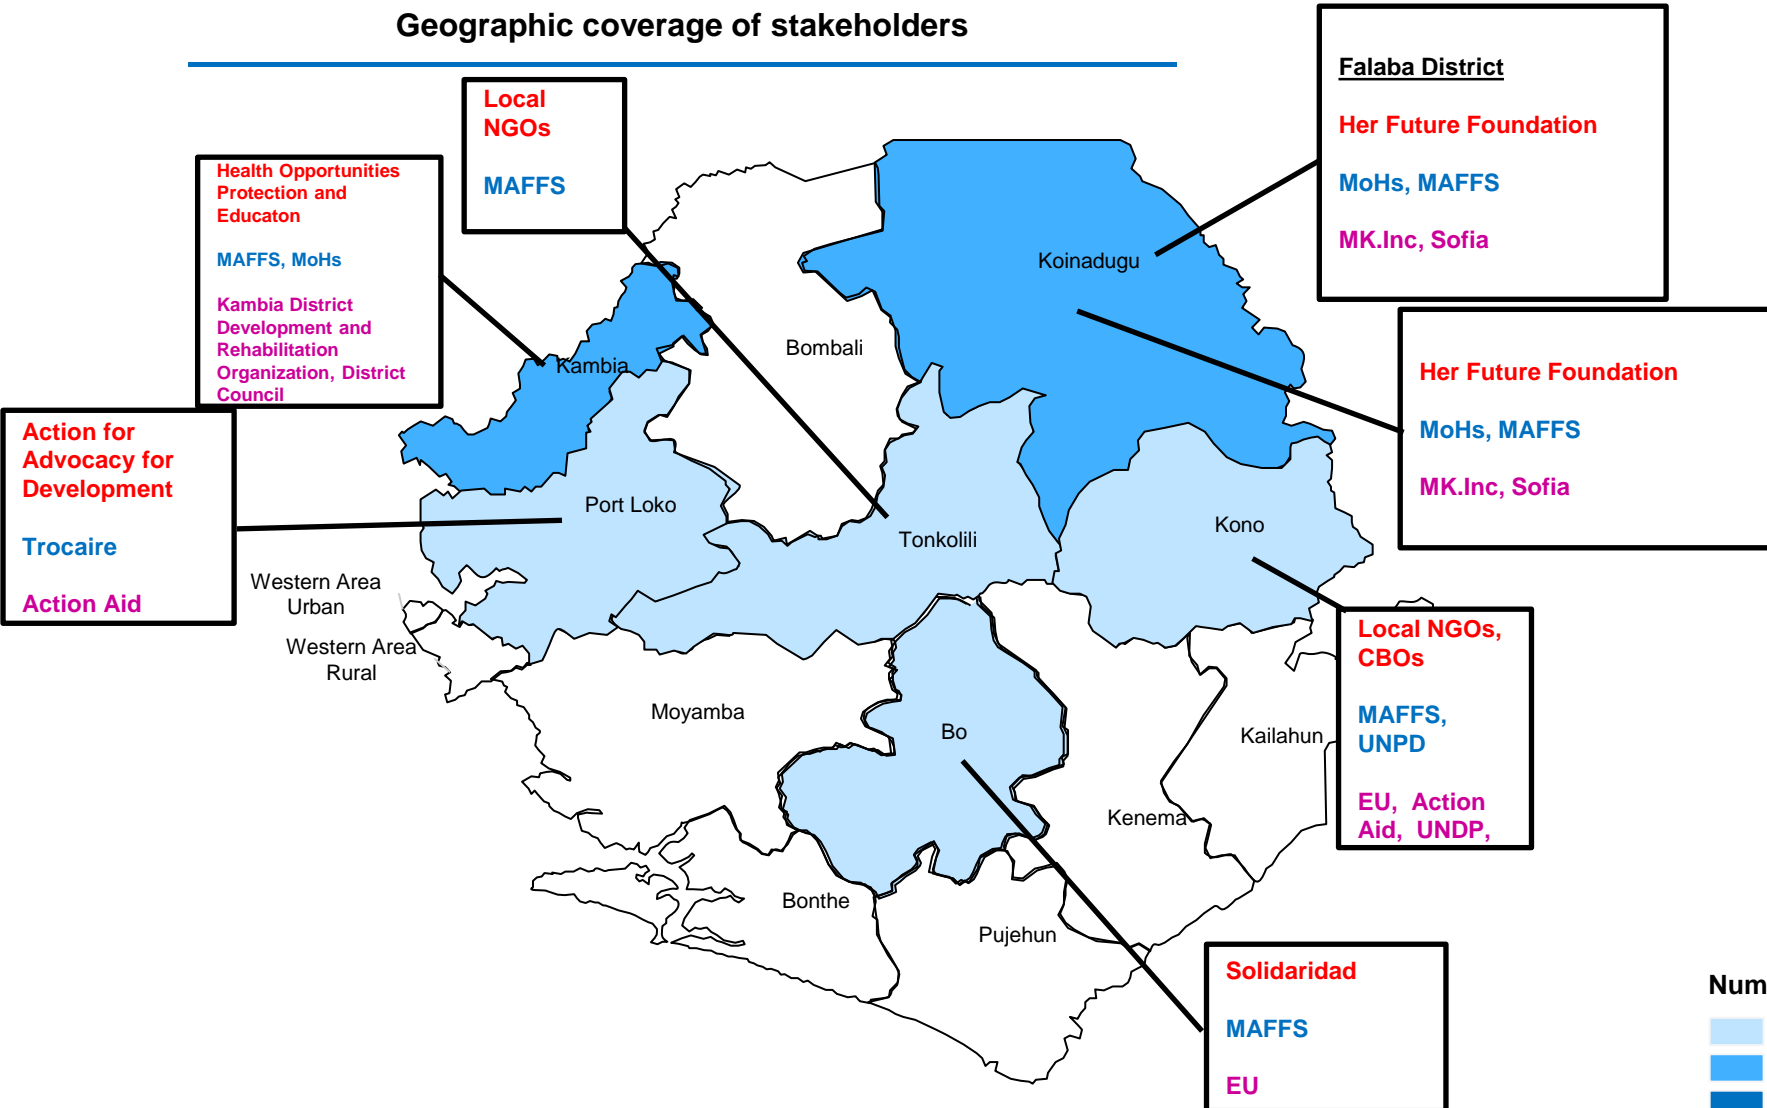 Geographic coverage of stakeholders
Falaba District
Her Future Foundation
MoHs, MAFFS
MK.Inc, Sofia
Local
NGOs
MAFFS
Health Opportunities
Protection and
Educaton
MAFFS, MoHs
Kambia District
Development and
Rehabilitation
Organization, District
Council
Koinadugu
Bombali
Kambia
Her Future Foundation
MoHs, MAFFS
MK.Inc, Sofia
Action for
Advocacy for
Development
Trocaire
Action Aid
Port Loko
Tonkolili
Kono
Western Area
Urban
Western Area
Rural
Local NGOs,
CBOs
MAFFS,
UNPD
EU, Action
Aid, UNDP,
Moyamba
Bo
Kailahun
Kenema
Bonthe
Pujehun
Solidaridad
MAFFS
EU
Num